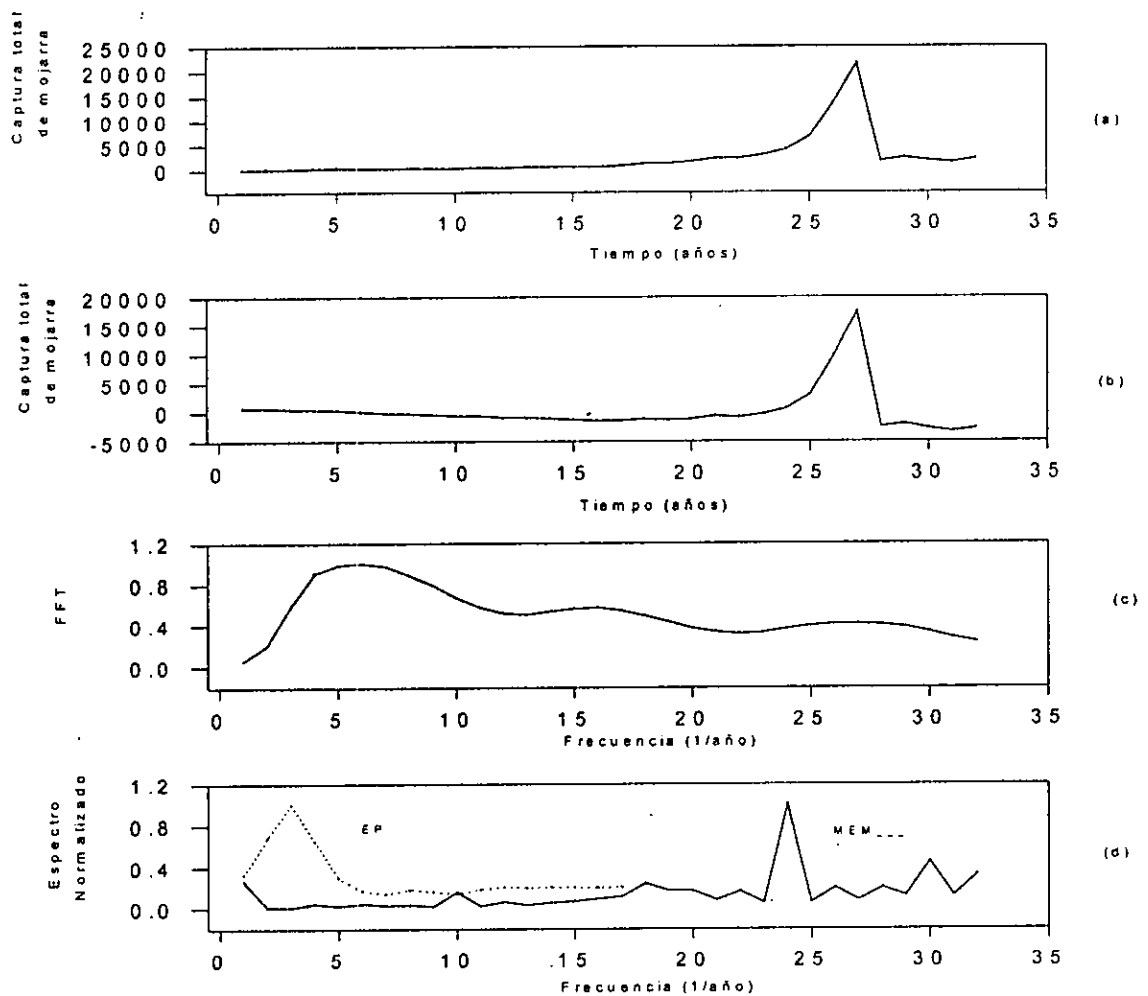 Captura total
de mojarra
25000
20000
15000
10000
5000
0
(a)
0 5 10 15 20 25 30 35
Tiempo (años)
Captura total
de mojarra
20000
15000
10000
5000
0
-5000
(b)
0 5 10 15 20 25 30 35
Tiempo (años)
FFT
1.2
0.8
0.4
0.0
(c)
0 5 10 15 20 25 30 35
Frecuencia (1/año)
Espectro
Normalizado
1.2
0.8
0.4
0.0
EP
MEM___
(d)
0 5 10 15 20 25 30 35
Frecuencia (1/año)